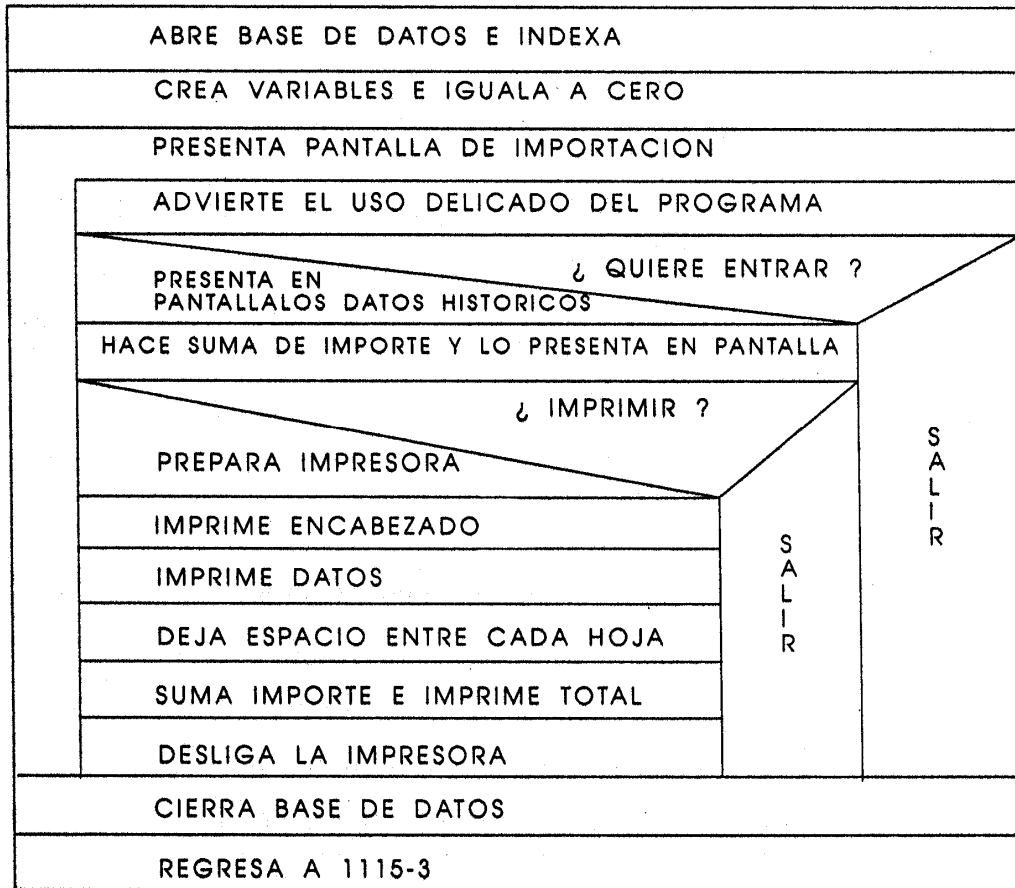 ABRE BASE DE DATOS E INDEXA
CREA VARIABLES E IGUALA A CERO
PRESENTA PANTALLA DE IMPORTACION
ADVIERTE EL USO DELICADO DEL PROGRAMA
¿ QUIERE ENTRAR ?
PRESENTA EN
PANTALLALOS DATOS HISTORICOS
HACE SUMA DE IMPORTE Y LO PRESENTA EN PANTALLA
¿ IMPRIMIR ?
PREPARA IMPRESORA
IMPRIME ENCABEZADO
IMPRIME DATOS
DEJA ESPACIO ENTRE CADA HOJA
SUMA IMPORTE E IMPRIME TOTAL
DESLIGA LA IMPRESORA
SALIR
SALIR
CIERRA BASE DE DATOS
REGRESA A 1115-3